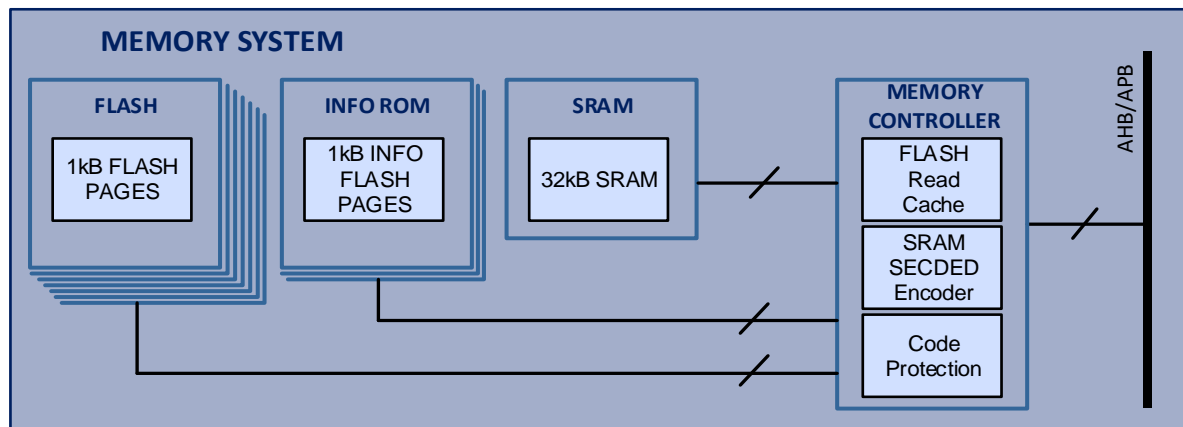 MEMORY SYSTEM
FLASH
1kB FLASH
PAGES
INFO ROM
1kB INFO
FLASH
PAGES
SRAM
32kB SRAM
MEMORY
CONTROLLER
FLASH
Read
Cache
SRAM
SECDED
Encoder
Code
Protection
AHB/APB